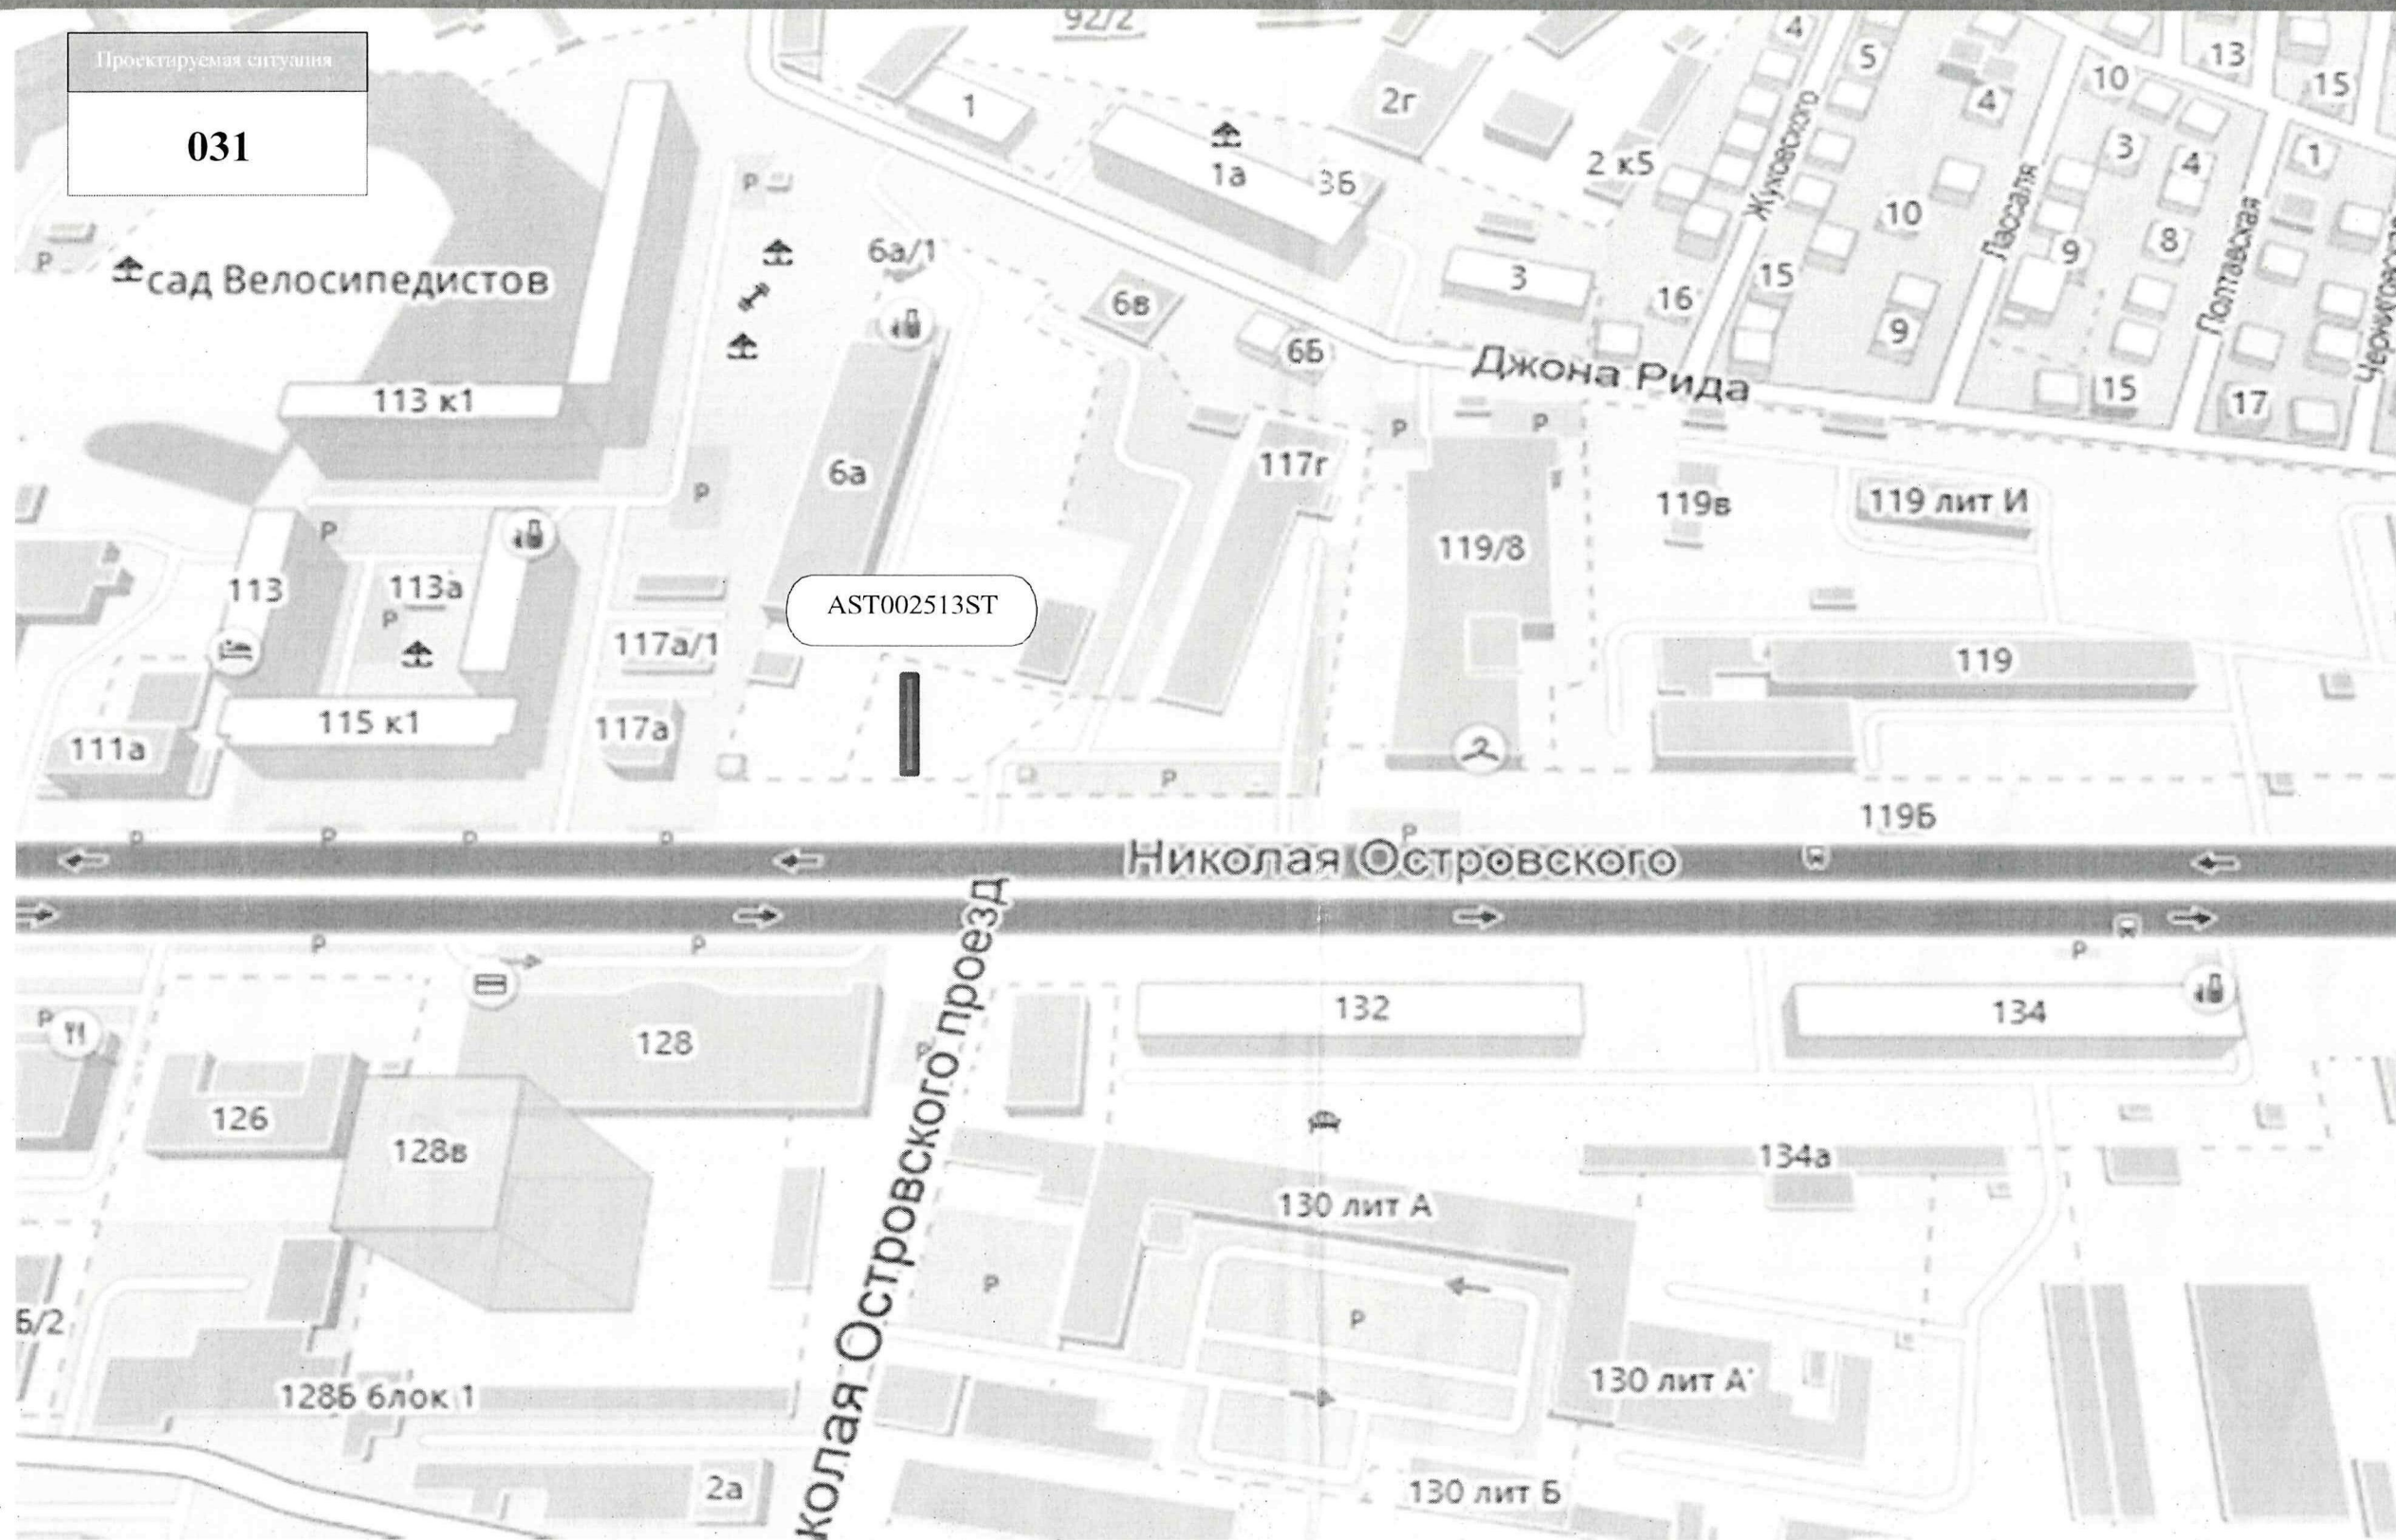 Проектируемая ситуация
031
92/2
4
5
13
1
2г
10
15
4
1а
3Б
2 к5
Жуковского
3
4
1
Лассаля
10
Полтавская
8
6а/1
9
сад Велосипедистов
3
15
16
6в
9
6Б
Джона Рида
113 к1
15
17
P
P
6а
117г
P
119в
119 лит И
P
119/8
113
113а
P
AST002513ST
117а/1
119
115 к1
117а
111а
P
119Б
P
P
P
P
P
Николая Островского
P
P
P
132
134
P
128
126
128в
134а
130 лит А
колая Островского проезд
P
P
Б/2
130 лит А
128Б блок 1
2а
130 лит Б